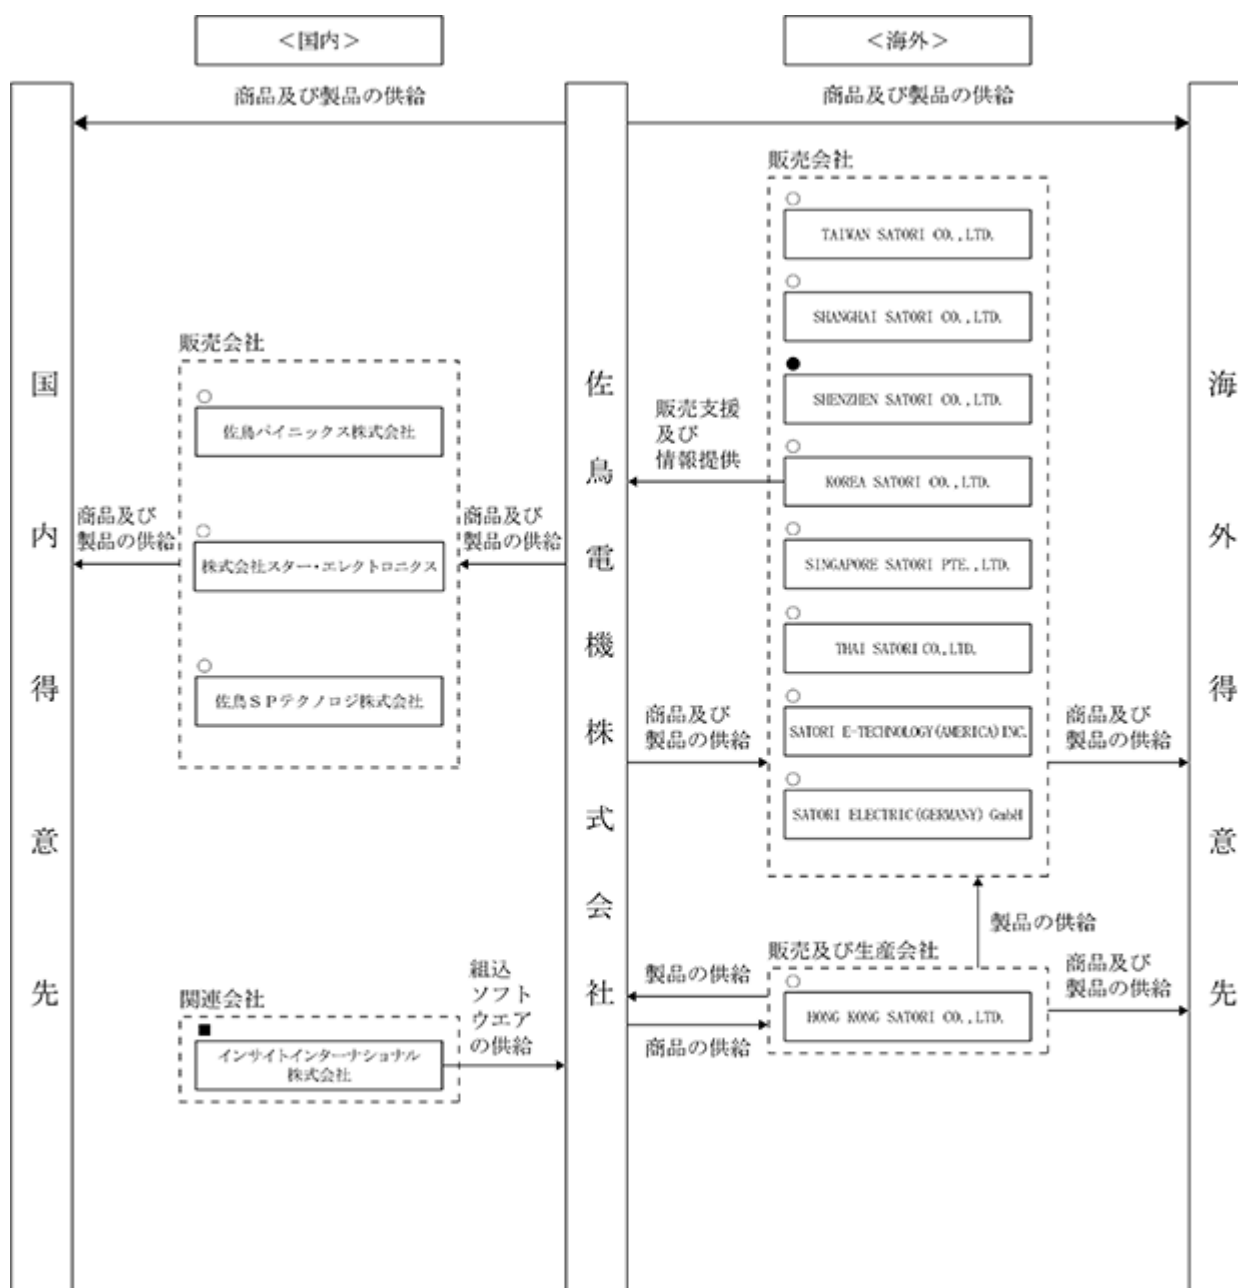 ＜国内＞
＜海外＞
商品及び製品の供給
商品及び製品の供給
国内得意先
佐鳥電機株式会社
海外得意先
販売会社
○
佐鳥パイニックス株式会社
○
株式会社スター・エレクトロニクス
○
佐鳥ＳＰテクノロジ株式会社
商品及び
製品の供給
商品及び
製品の供給
関連会社
■
インサイトインターナショナル
株式会社
組込
ソフト
ウエア
の供給
販売会社
○
TAIWAN SATORI CO.,LTD.
○
SHANGHAI SATORI CO.,LTD.
●
SHENZHEN SATORI CO.,LTD.
○
KOREA SATORI CO.,LTD.
○
SINGAPORE SATORI PTE.,LTD.
○
THAI SATORI CO.,LTD.
○
SATORI E-TECHNOLOGY(AMERICA)INC.
○
SATORI ELECTRIC(GERMANY) GmbH
販売支援
及び
情報提供
商品及び
製品の供給
商品及び
製品の供給
製品の供給
販売及び生産会社
○
HONG KONG SATORI CO.,LTD.
製品の供給
商品の供給
商品及び
製品の供給